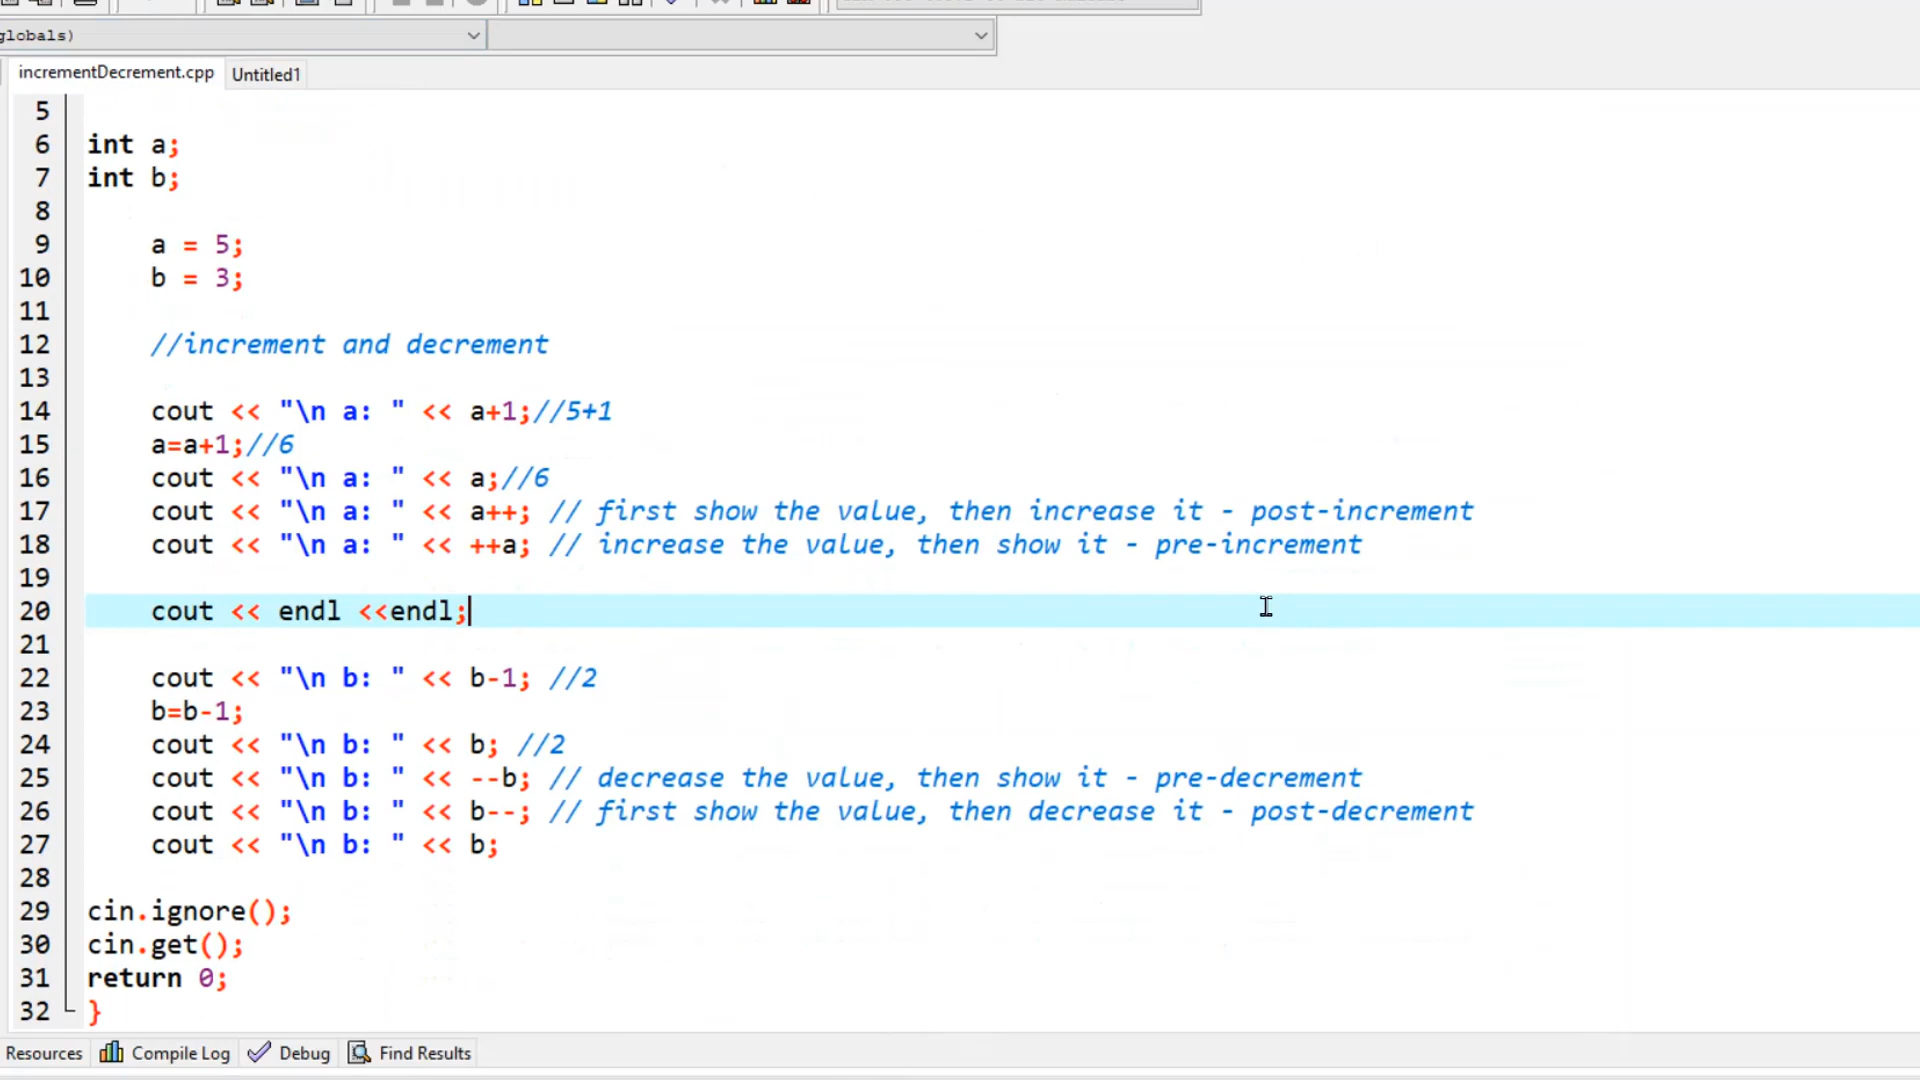 globals)
incrementDecrement.cpp Untitled1
5
6 int a;
7 int b;
8
9 a = 5;
10 b = 3;
11
12 //increment and decrement
13
14 cout << "\n a: " << a+1;//5+1
15 a=a+1;//6
16 cout << "\n a: " << a;//6
17 cout << "\n a: " << a++; // first show the value, then increase it - post-increment
18 cout << "\n a: " << ++a; // increase the value, then show it - pre-increment
19
20 cout << endl <<endl;
21
22 cout << "\n b: " << b-1; //2
23 b=b-1;
24 cout << "\n b: " << b; //2
25 cout << "\n b: " << --b; // decrease the value, then show it - pre-decrement
26 cout << "\n b: " << b--; // first show the value, then decrease it - post-decrement
27 cout << "\n b: " << b;
28
29 cin.ignore();
30 cin.get();
31 return 0;
32 }
Resources Compile Log Debug Find Results